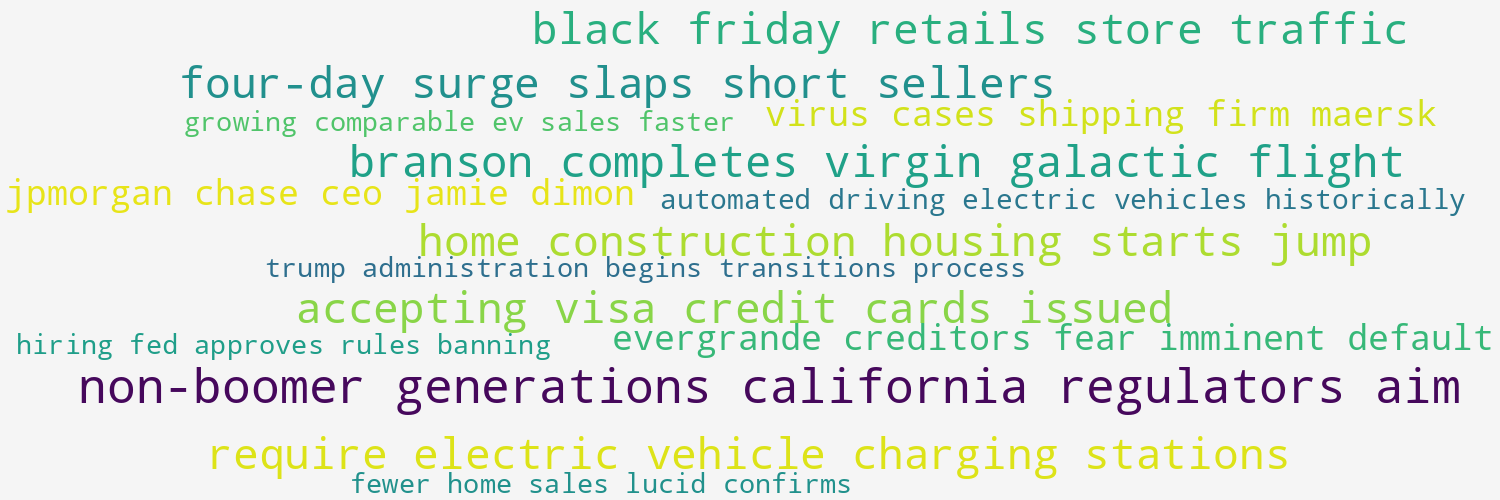 black friday retails store traffic
four-day surge slaps short sellers
growing comparable ev sales faster
virus cases shipping firm maersk
branson completes virgin galactic flight
jpmorgan chase ceo jamie dimon
automated driving electric vehicles historically
home construction housing starts jump
trump administration begins transitions process
accepting visa credit cards issued
hiring fed approves rules banning
evergrande creditors fear imminent default
non-boomer generations california regulators aim
require electric vehicle charging stations
fewer home sales lucid confirms